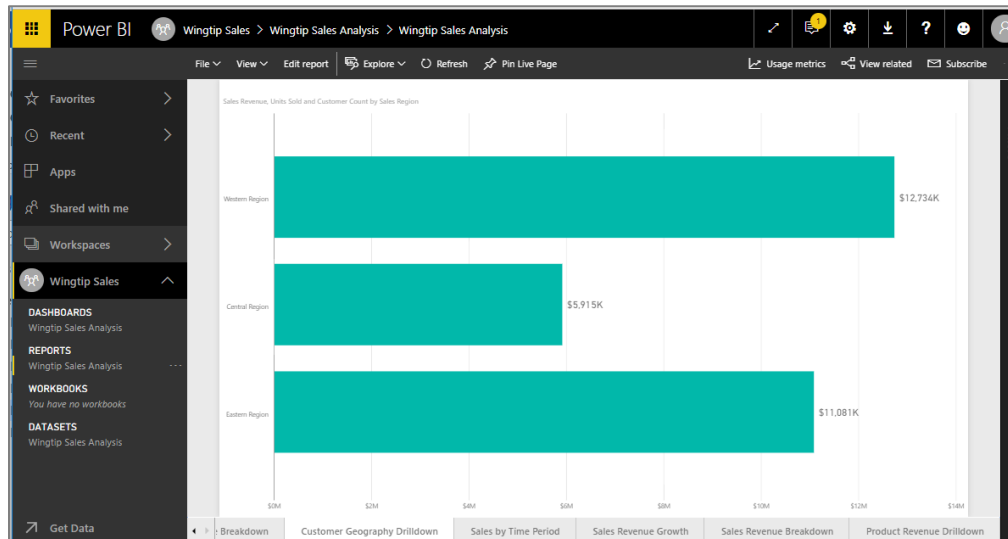 Power BI Wingtip Sales > Wingtip Sales Analysis > Wingtip Sales Analysis 1 ?
File View Edit report Explore Refresh Pin Live Page Usage metrics View related Subscribe
Favorites
Recent
Apps
Shared with me
Workspaces
Wingtip Sales
DASHBOARDS
Wingtip Sales Analysis
REPORTS
Wingtip Sales Analysis ...
WORKBOOKS
You have no workbooks
DATASETS
Wingtip Sales Analysis
Get Data
Sales Revenue, Units Sold and Customer Count by Sales Region
Western Region $12,734K
Central Region $5,915K
Eastern Region $11,081K
$0M $2M $4M $6M $8M $10M $12M $14M
Breakdown Customer Geography Drilldown Sales by Time Period Sales Revenue Growth Sales Revenue Breakdown Product Revenue Drilldown